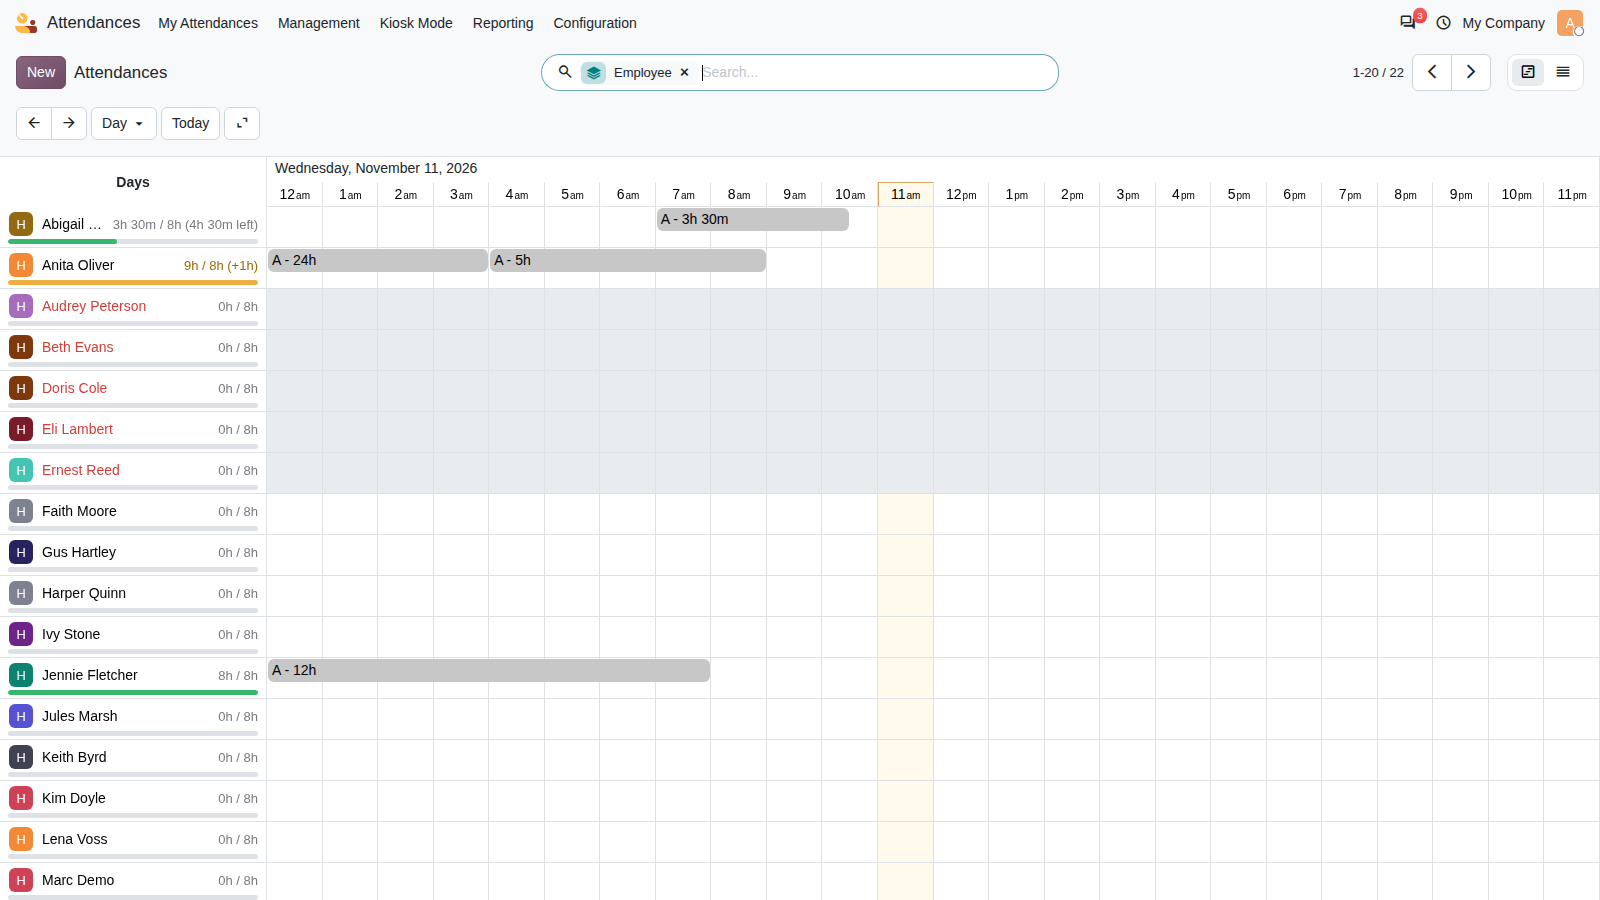 Attendances My Attendances Management Kiosk Mode Reporting Configuration 3 My Company A
New Attendances Employee Search... 1-20 / 22
Day Today
Days Wednesday, November 11, 2026
12am 1am 2am 3am 4am 5am 6am 7am 8am 9am 10am 11am 12pm 1pm 2pm 3pm 4pm 5pm 6pm 7pm 8pm 9pm 10pm 11pm
H Abigail ... 3h 30m / 8h (4h 30m left) A - 3h 30m
H Anita Oliver 9h / 8h (+1h) A - 24h A - 5h
H Audrey Peterson 0h / 8h
H Beth Evans 0h / 8h
H Doris Cole 0h / 8h
H Eli Lambert 0h / 8h
H Ernest Reed 0h / 8h
H Faith Moore 0h / 8h
H Gus Hartley 0h / 8h
H Harper Quinn 0h / 8h
H Ivy Stone 0h / 8h
H Jennie Fletcher 8h / 8h A - 12h
H Jules Marsh 0h / 8h
H Keith Byrd 0h / 8h
H Kim Doyle 0h / 8h
H Lena Voss 0h / 8h
H Marc Demo 0h / 8h